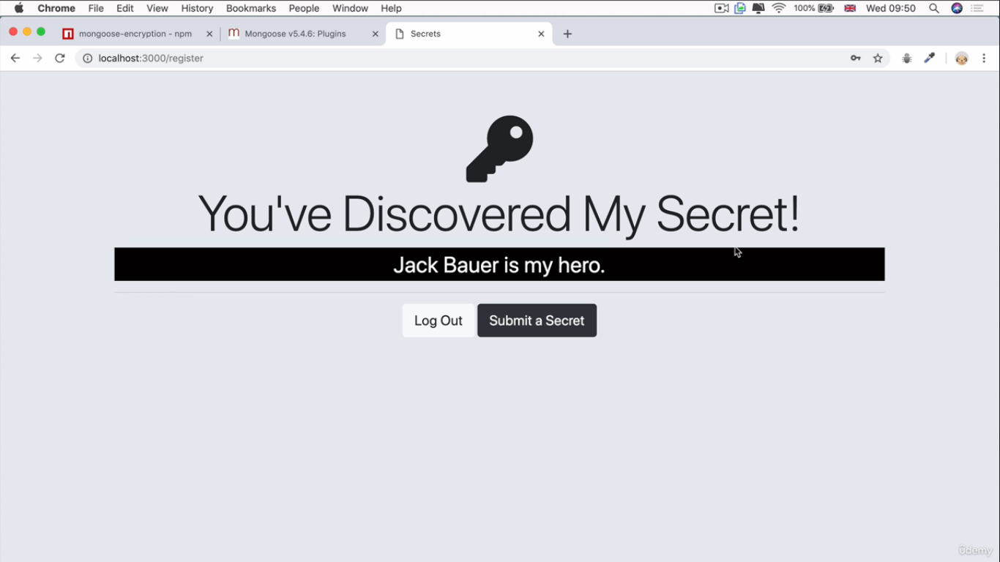 Chrome File Edit View History Bookmarks People Window Help 100% Wed 09:50
mongoose-encryption - npm Mongoose v5.4.6: Plugins Secrets
localhost:3000/register
You've Discovered My Secret!
Jack Bauer is my hero.
Log Out Submit a Secret
ûdemy